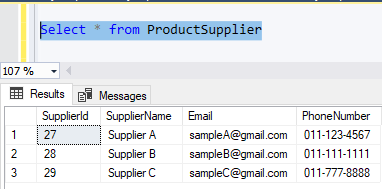 Select * from ProductSupplier
107 %
Results Messages
SupplierId SupplierName Email PhoneNumber
1 27 Supplier A sampleA@gmail.com 011-123-4567
2 28 Supplier B sampleB@gmail.com 011-111-1111
3 29 Supplier C sampleC@gmail.com 011-777-8888